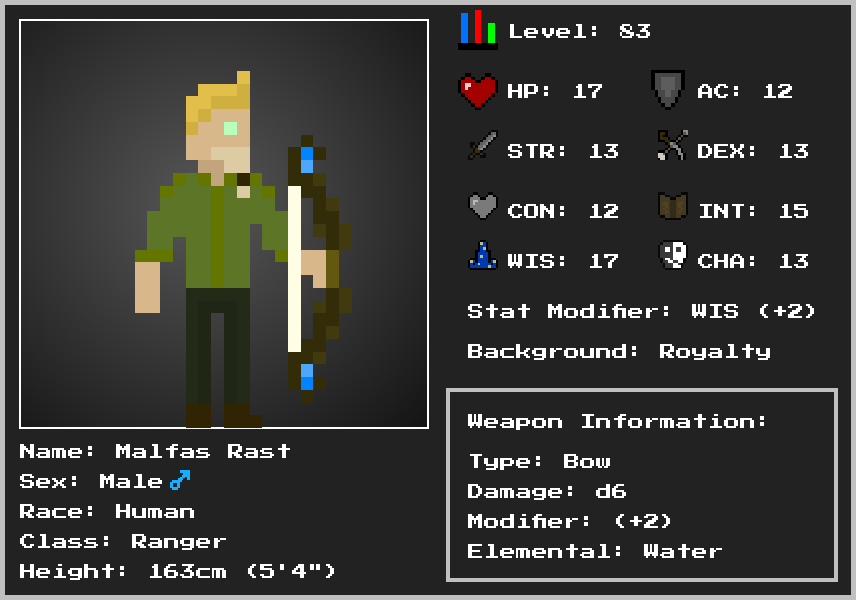 Level: 83
HP: 17
AC: 12
STR: 13
DEX: 13
CON: 12
INT: 15
WIS: 17
CHA: 13
Stat Modifier: WIS (+2)
Background: Royalty
Name: Malfas Rast
Sex: Male ♂
Race: Human
Class: Ranger
Height: 163cm (5'4")
Weapon Information:
Type: Bow
Damage: d6
Modifier: (+2)
Elemental: Water